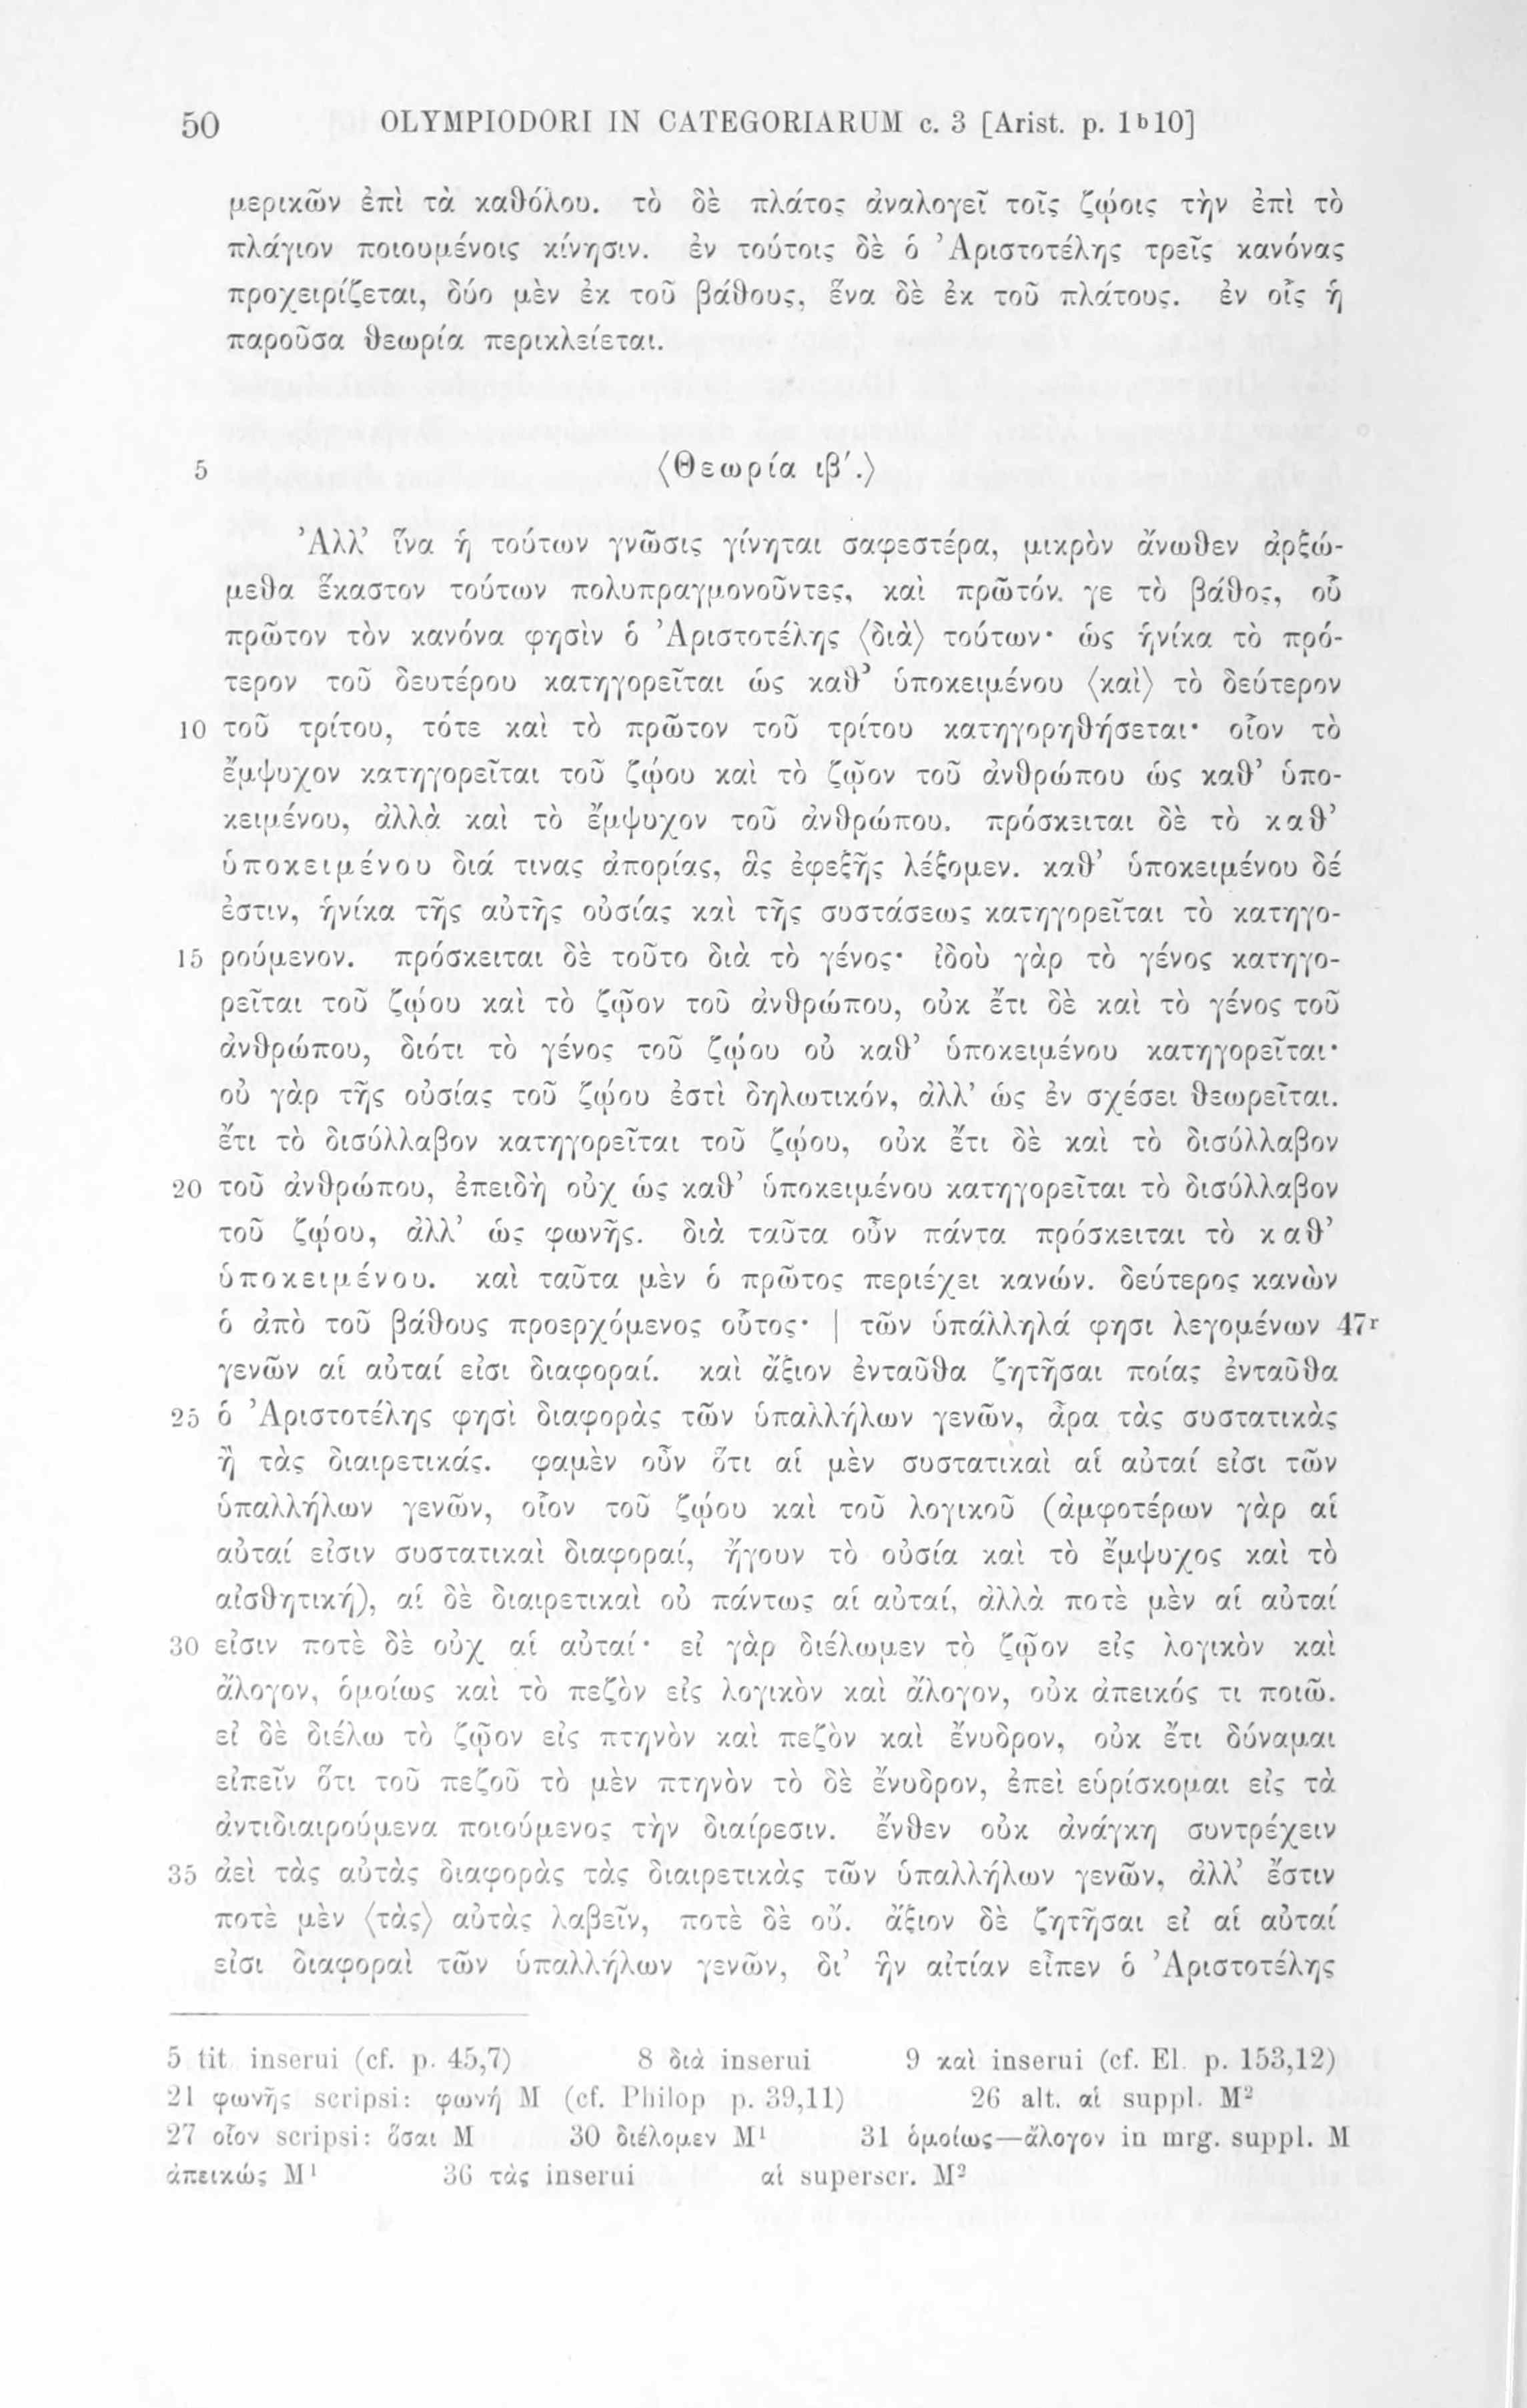 50 OLYMPIODORI IN CATEGORIARUM c. 3 [Arist. p. 1b10]
μερικῶν ἐπὶ τὰ καθόλου. τὸ δὲ πλάτος ἀναλογεῖ τοῖς ζῴοις τὴν ἐπὶ τὸ
πλάγιον ποιουμένοις κίνησιν. ἐν τούτοις δὲ ὁ Ἀριστοτέλης τρεῖς κανόνας
προχειρίζεται, δύο μὲν ἐκ τοῦ βάθους, ἕνα δὲ ἐκ τοῦ πλάτους. ἐν οἷς ἡ
παροῦσα θεωρία περικλείεται.
5 〈Θεωρία ιβ′.〉
Ἀλλ’ ἵνα ἡ τούτων γνῶσις γίνηται σαφεστέρα, μικρὸν ἄνωθεν ἀρξώ-
μεθα ἕκαστον τούτων πολυπραγμονοῦντες, καὶ πρῶτόν. γε τὸ βάθος, οὗ
πρῶτον τὸν κανόνα φησὶν ὁ Ἀριστοτέλης 〈διὰ〉 τούτων· ὡς ἡνίκα τὸ πρό-
τερον τοῦ δευτέρου κατηγορεῖται ὡς καθ’ ὑποκειμένου 〈καὶ〉 τὸ δεύτερον
10 τοῦ τρίτου, τότε καὶ τὸ πρῶτον τοῦ τρίτου κατηγορηθήσεται· οἷον τὸ
ἔμψυχον κατηγορεῖται τοῦ ζῴου καὶ τὸ ζῷον τοῦ ἀνθρώπου ὡς καθ’ ὑπο-
κειμένου, ἀλλὰ καὶ τὸ ἔμψυχον τοῦ ἀνθρώπου. πρόσκειται δὲ τὸ καθ’
ὑποκειμένου διά τινας ἀπορίας, ἃς ἐφεξῆς λέξομεν. καθ’ ὑποκειμένου δέ
ἐστιν, ἡνίκα τῆς αὐτῆς οὐσίας καὶ τῆς συστάσεως κατηγορεῖται τὸ κατηγο-
15 ρούμενον. πρόσκειται δὲ τοῦτο διὰ τὸ γένος· ἰδοὺ γὰρ τὸ γένος κατηγο-
ρεῖται τοῦ ζῴου καὶ τὸ ζῷον τοῦ ἀνθρώπου, οὐκ ἔτι δὲ καὶ τὸ γένος τοῦ
ἀνθρώπου, διότι τὸ γένος τοῦ ζῴου οὐ καθ’ ὑποκειμένου κατηγορεῖται·
οὐ γὰρ τῆς οὐσίας τοῦ ζῴου ἐστὶ δηλωτικόν, ἀλλ’ ὡς ἐν σχέσει θεωρεῖται.
ἔτι τὸ δισύλλαβον κατηγορεῖται τοῦ ζῴου, οὐκ ἔτι δὲ καὶ τὸ δισύλλαβον
20 τοῦ ἀνθρώπου, ἐπειδὴ οὐχ ὡς καθ’ ὑποκειμένου κατηγορεῖται τὸ δισύλλαβον
τοῦ ζῴου, ἀλλ’ ὡς φωνῆς. διὰ ταῦτα οὖν πάντα πρόσκειται τὸ καθ’
ὑποκειμένου. καὶ ταῦτα μὲν ὁ πρῶτος περιέχει κανών. δεύτερος κανὼν
ὁ ἀπὸ τοῦ βάθους προερχόμενος οὗτος· | τῶν ὑπάλληλά φησι λεγομένων 47r
γενῶν αἱ αὐταί εἰσι διαφοραί. καὶ ἄξιον ἐνταῦθα ζητῆσαι ποίας ἐνταῦθα
25 ὁ Ἀριστοτέλης φησὶ διαφορὰς τῶν ὑπαλλήλων γενῶν, ἆρα τὰς συστατικὰς
ἢ τὰς διαιρετικάς. φαμὲν οὖν ὅτι αἱ μὲν συστατικαὶ αἱ αὐταί εἰσι τῶν
ὑπαλλήλων γενῶν, οἷον τοῦ ζῴου καὶ τοῦ λογικοῦ (ἀμφοτέρων γὰρ αἱ
αὐταί εἰσιν συστατικαὶ διαφοραί, ἤγουν τὸ οὐσία καὶ τὸ ἔμψυχος καὶ τὸ
αἰσθητική), αἱ δὲ διαιρετικαὶ οὐ πάντως αἱ αὐταί, ἀλλὰ ποτὲ μὲν αἱ αὐταί
30 εἰσιν ποτὲ δὲ οὐχ αἱ αὐταί· εἰ γὰρ διέλωμεν τὸ ζῷον εἰς λογικὸν καὶ
ἄλογον, ὁμοίως καὶ τὸ πεζὸν εἰς λογικὸν καὶ ἄλογον, οὐκ ἀπεικός τι ποιῶ.
εἰ δὲ διέλω τὸ ζῷον εἰς πτηνὸν καὶ πεζὸν καὶ ἔνυδρον, οὐκ ἔτι δύναμαι
εἰπεῖν ὅτι τοῦ πεζοῦ τὸ μὲν πτηνὸν τὸ δὲ ἔνυδρον, ἐπεὶ εὑρίσκομαι εἰς τὰ
ἀντιδιαιρούμενα ποιούμενος τὴν διαίρεσιν. ἔνθεν οὐκ ἀνάγκη συντρέχειν
35 ἀεὶ τὰς αὐτὰς διαφορὰς τὰς διαιρετικὰς τῶν ὑπαλλήλων γενῶν, ἀλλ’ ἔστιν
ποτὲ μὲν 〈τὰς〉 αὐτὰς λαβεῖν, ποτὲ δὲ οὔ. ἄξιον δὲ ζητῆσαι εἰ αἱ αὐταί
εἰσι διαφοραὶ τῶν ὑπαλλήλων γενῶν, δι’ ἣν αἰτίαν εἶπεν ὁ Ἀριστοτέλης
5 tit inserui (cf. p. 45,7) 8 διὰ inserui 9 καὶ inserui (cf. El. p. 153,12)
21 φωνῆς scripsi: φωνή M (cf. Philop p. 39,11) 26 alt. αἱ suppl. M²
27 οἷον scripsi: ὅσαι M 30 διέλομεν M¹ 31 ὁμοίως—ἄλογον in mrg. suppl. M
ἀπεικώς M¹ 36 τὰς inserui αἱ superscr. M²